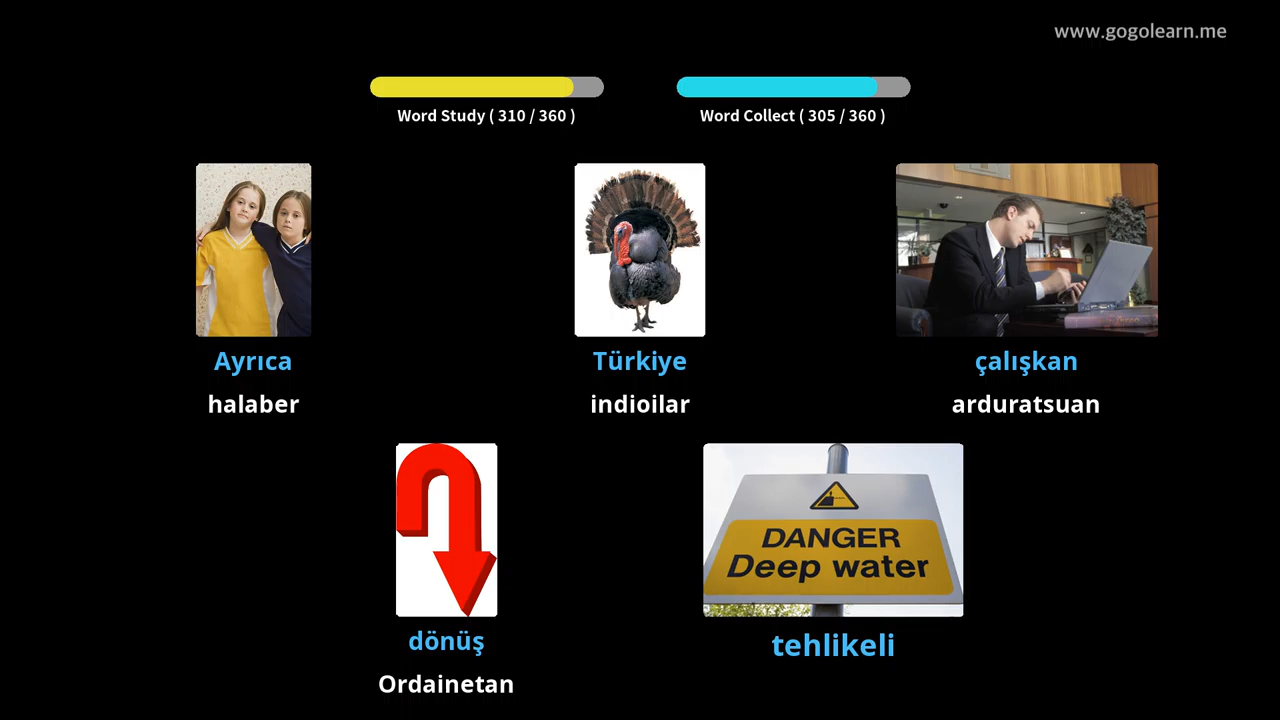 www.gogolearn.me
Word Study ( 310 / 360 )
Word Collect ( 305 / 360 )
Ayrıca
halaber
Türkiye
indioilar
çalışkan
arduratsuan
dönüş
Ordainetan
DANGER
Deep water
tehlikeli